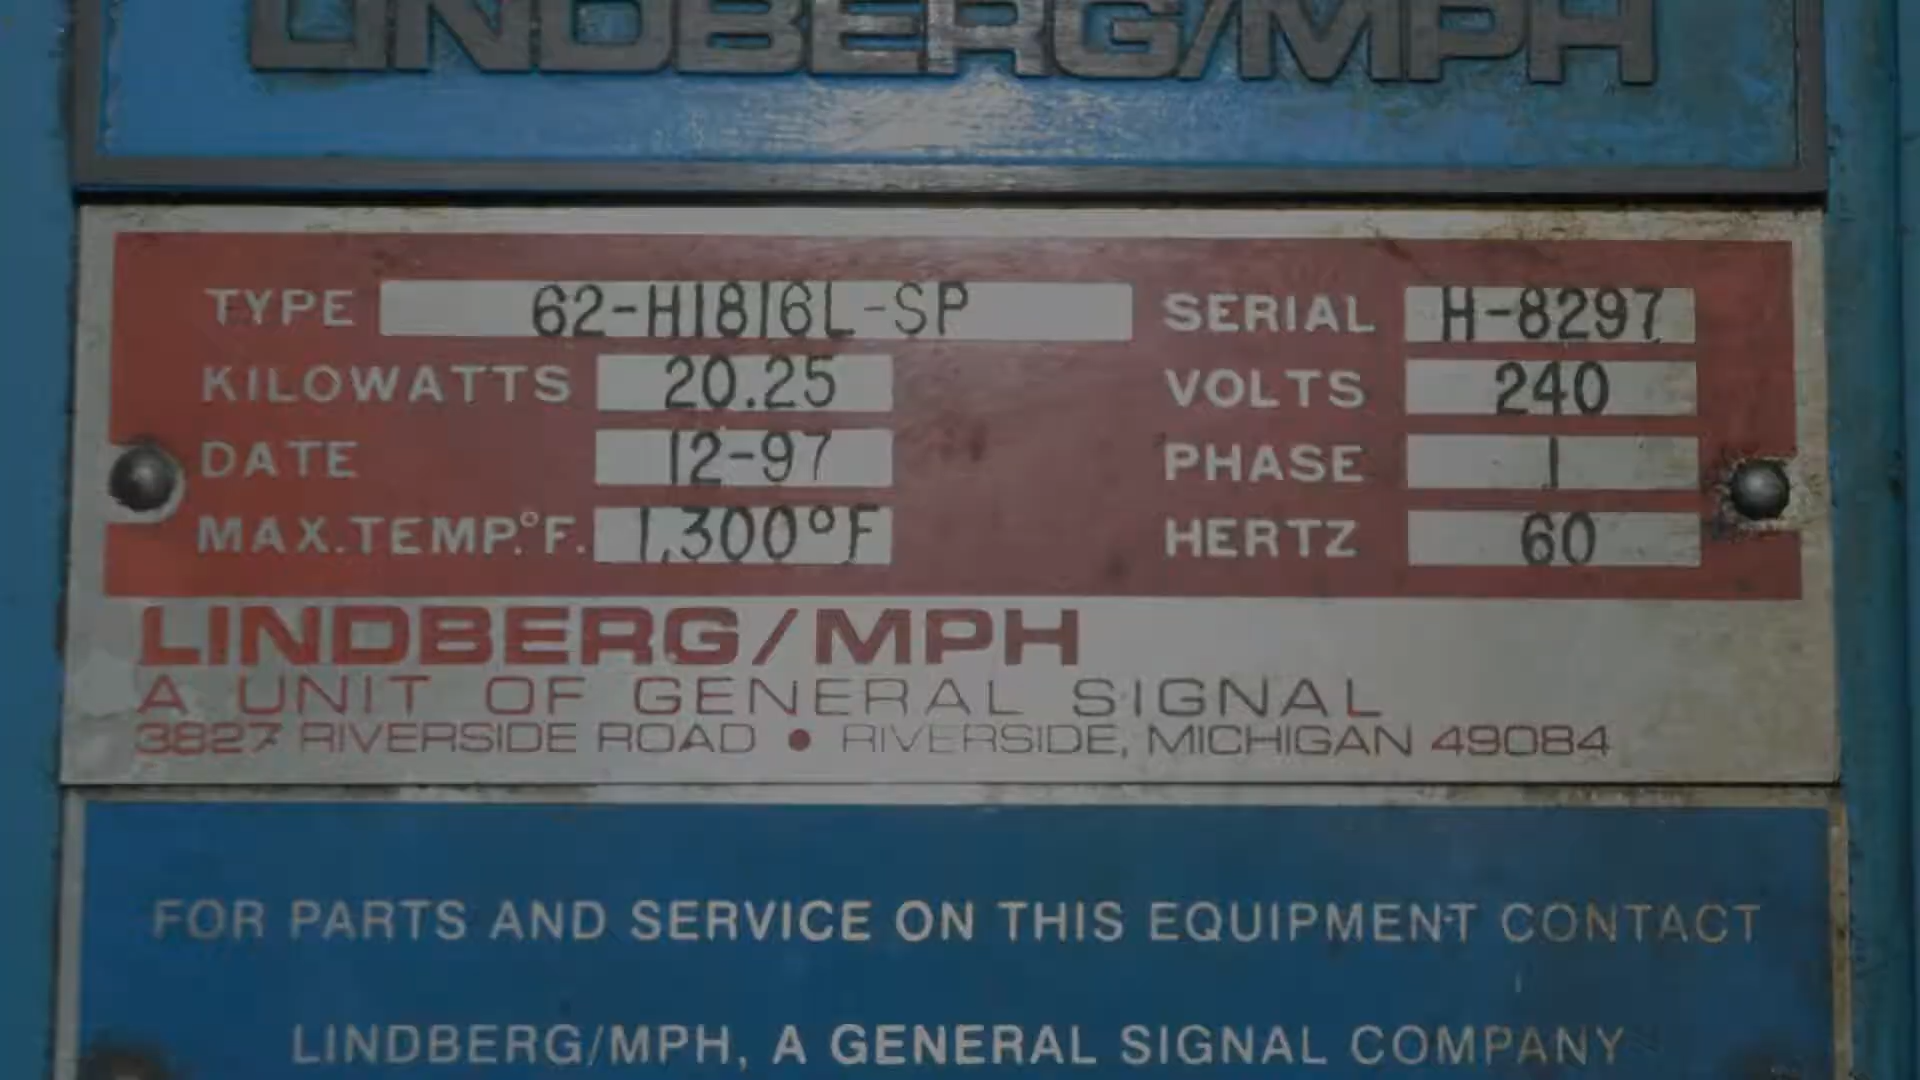 LINDBERG/MPH
TYPE 62-H1816L-SP SERIAL H-8297
KILOWATTS 20.25 VOLTS 240
DATE 12-97 PHASE 1
MAX.TEMP.°F. 1,300°F HERTZ 60
LINDBERG/MPH
A UNIT OF GENERAL SIGNAL
3827 RIVERSIDE ROAD ● RIVERSIDE, MICHIGAN 49084
FOR PARTS AND SERVICE ON THIS EQUIPMENT CONTACT
LINDBERG/MPH, A GENERAL SIGNAL COMPANY